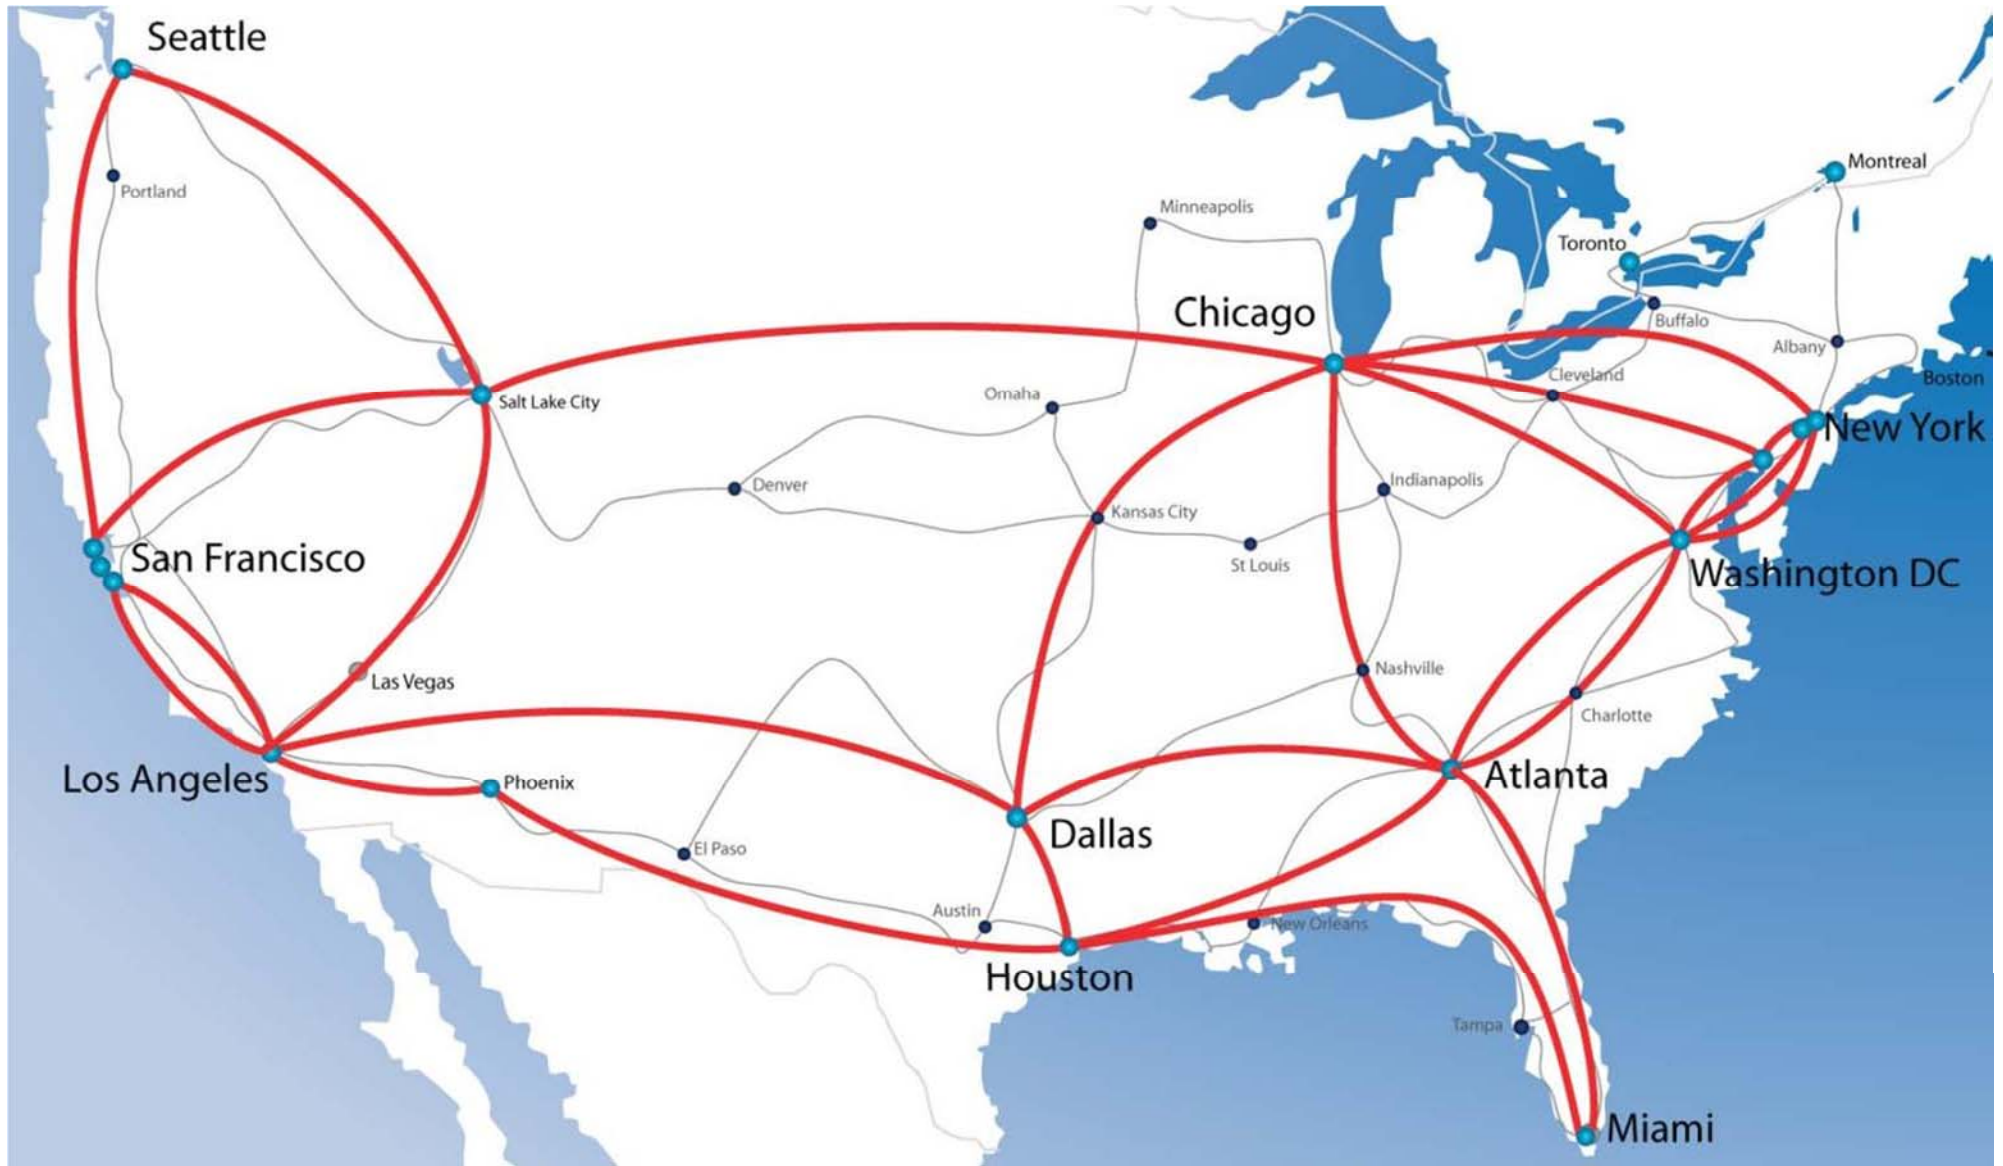 Seattle
Montreal
Portland
Minneapolis
Toronto
Chicago
Buffalo
Albany
Cleveland
Boston
Omaha
Salt Lake City
New York
Denver
Indianapolis
Kansas City
San Francisco
St Louis
Washington DC
Las Vegas
Nashville
Charlotte
Los Angeles
Phoenix
Atlanta
Dallas
El Paso
Austin
New Orleans
Houston
Tampa
Miami